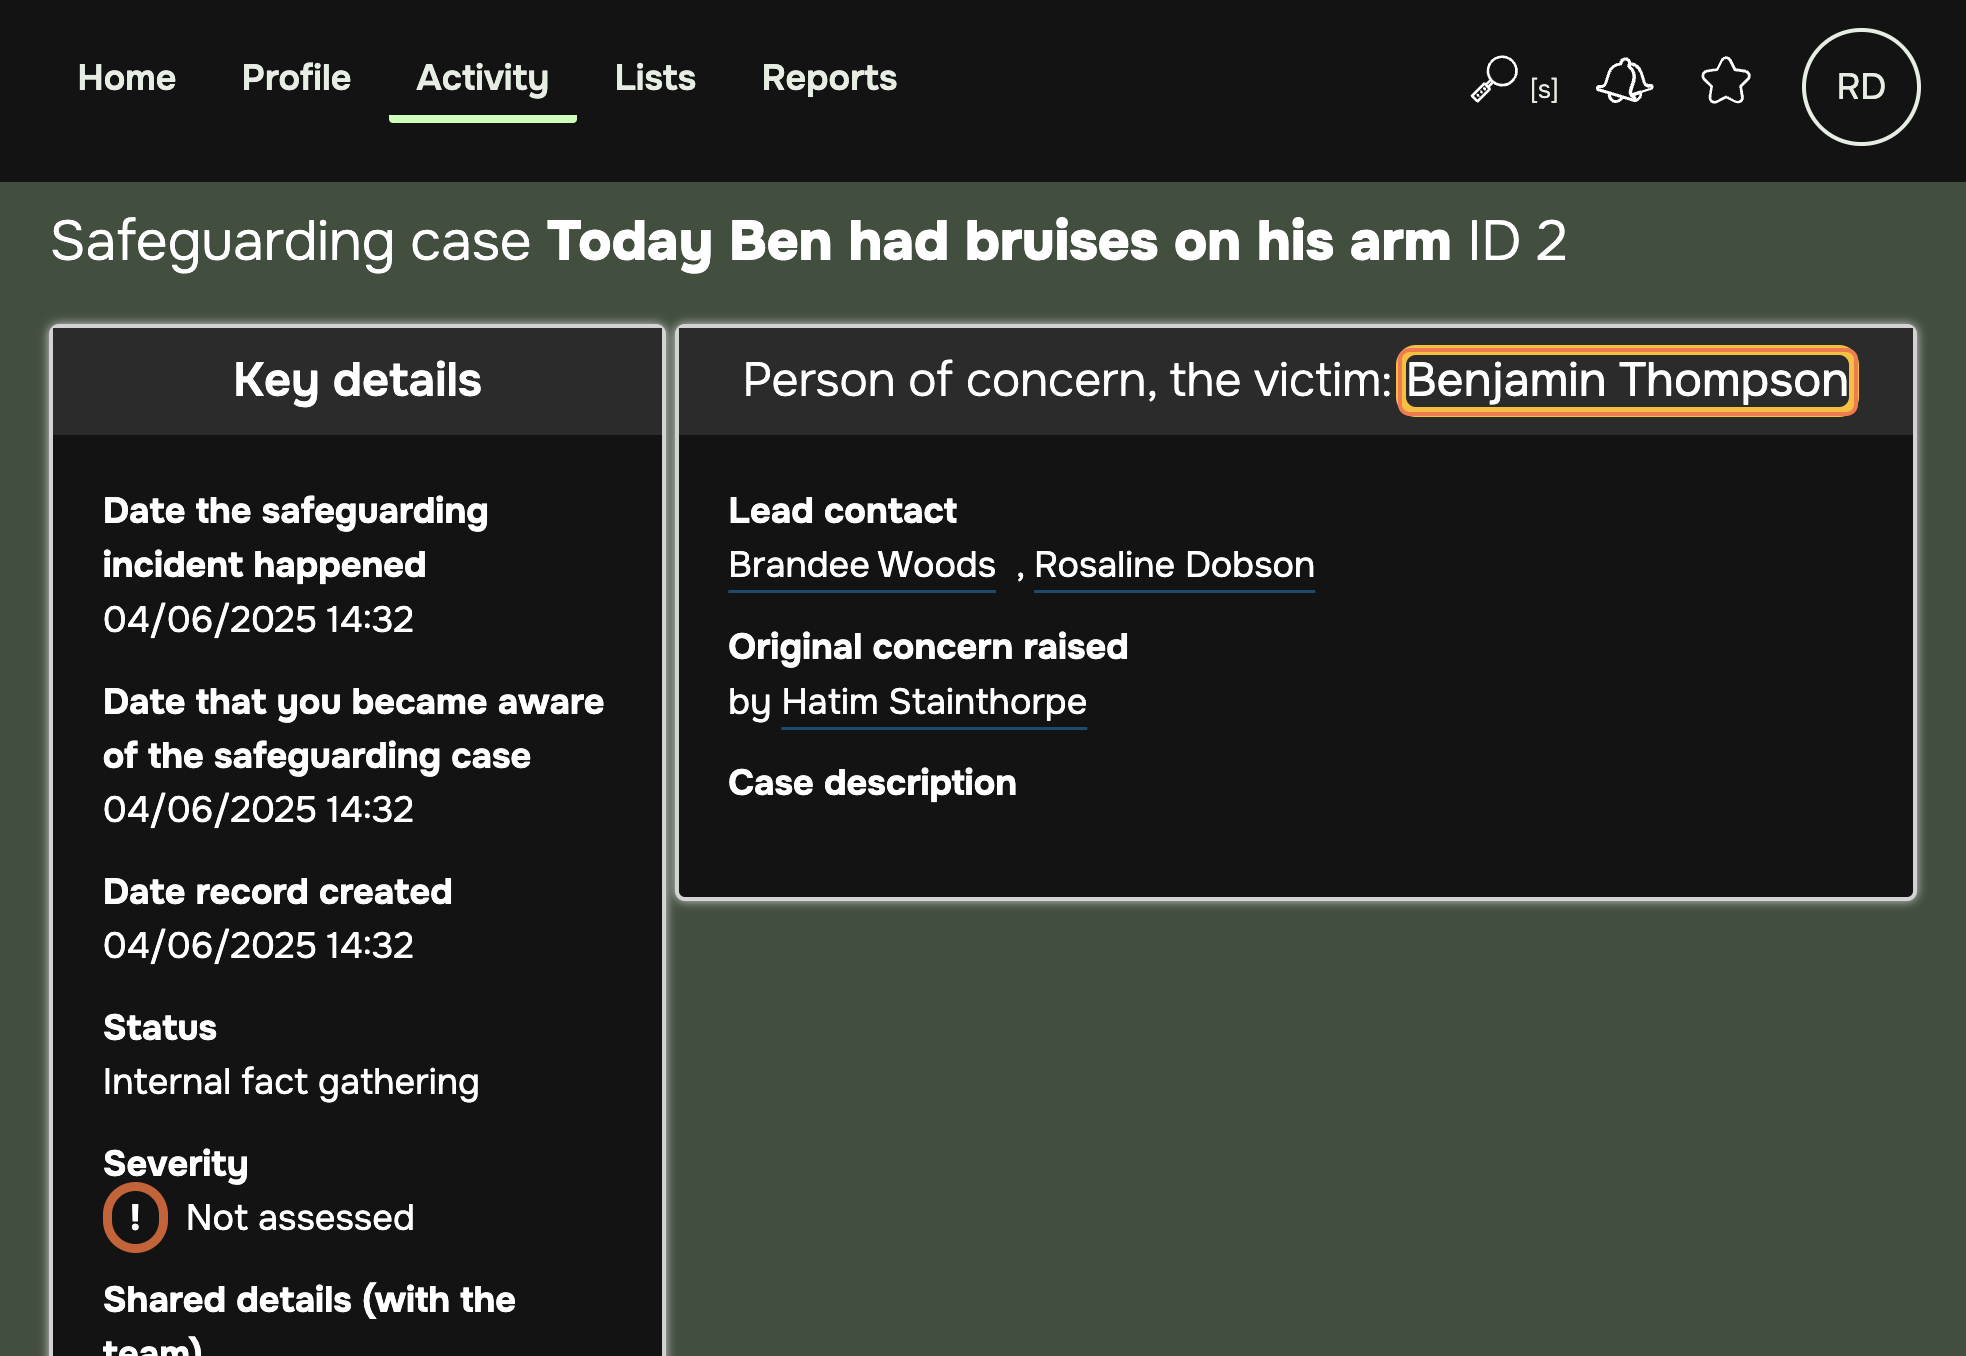 Home Profile Activity Lists Reports [s] RD
Safeguarding case Today Ben had bruises on his arm ID 2
Key details
Date the safeguarding
incident happened
04/06/2025 14:32
Date that you became aware
of the safeguarding case
04/06/2025 14:32
Date record created
04/06/2025 14:32
Status
Internal fact gathering
Severity
! Not assessed
Shared details (with the
team)
Person of concern, the victim: Benjamin Thompson
Lead contact
Brandee Woods , Rosaline Dobson
Original concern raised
by Hatim Stainthorpe
Case description